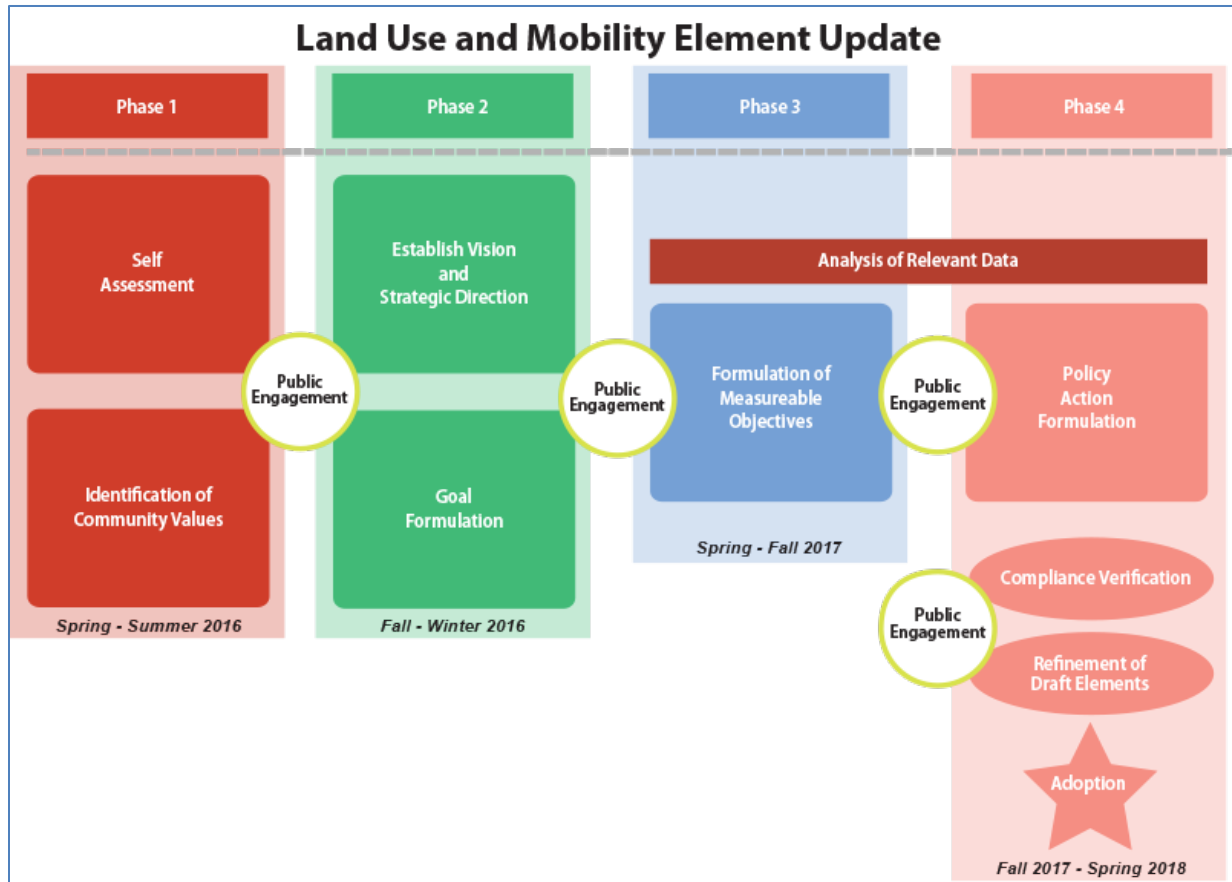 Land Use and Mobility Element Update
Phase 1
Phase 2
Phase 3
Phase 4
Self
Assessment
Identification of
Community Values
Spring - Summer 2016
Public
Engagement
Establish Vision
and
Strategic Direction
Goal
Formulation
Fall - Winter 2016
Public
Engagement
Analysis of Relevant Data
Formulation of
Measureable
Objectives
Spring - Fall 2017
Public
Engagement
Policy
Action
Formulation
Public
Engagement
Compliance Verification
Refinement of
Draft Elements
Adoption
Fall 2017 - Spring 2018